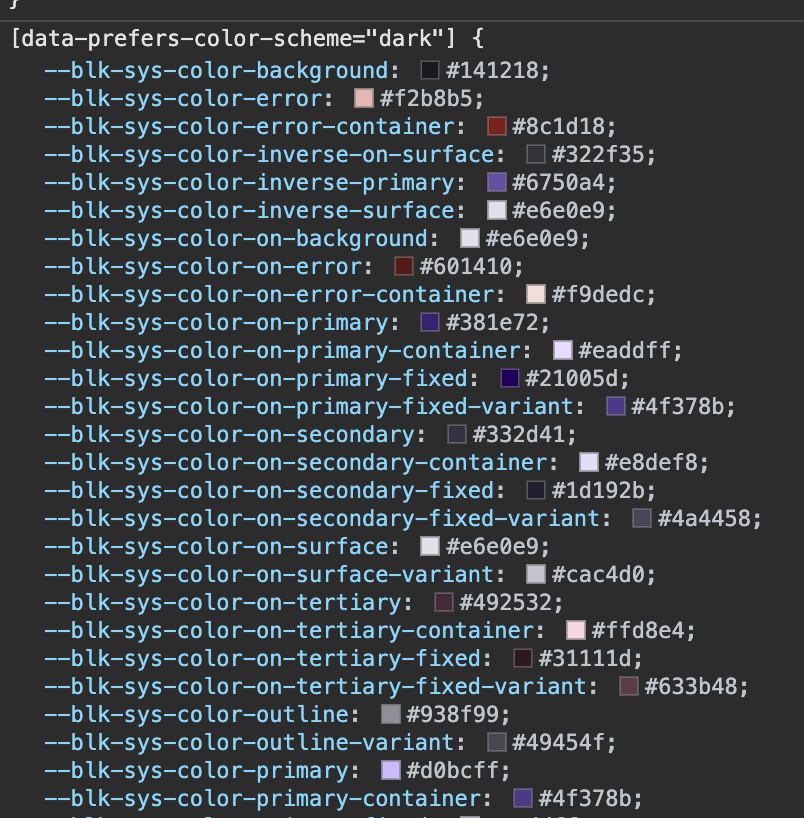 }
[data-prefers-color-scheme="dark"] {
--blk-sys-color-background: #141218;
--blk-sys-color-error: #f2b8b5;
--blk-sys-color-error-container: #8c1d18;
--blk-sys-color-inverse-on-surface: #322f35;
--blk-sys-color-inverse-primary: #6750a4;
--blk-sys-color-inverse-surface: #e6e0e9;
--blk-sys-color-on-background: #e6e0e9;
--blk-sys-color-on-error: #601410;
--blk-sys-color-on-error-container: #f9dedc;
--blk-sys-color-on-primary: #381e72;
--blk-sys-color-on-primary-container: #eaddff;
--blk-sys-color-on-primary-fixed: #21005d;
--blk-sys-color-on-primary-fixed-variant: #4f378b;
--blk-sys-color-on-secondary: #332d41;
--blk-sys-color-on-secondary-container: #e8def8;
--blk-sys-color-on-secondary-fixed: #1d192b;
--blk-sys-color-on-secondary-fixed-variant: #4a4458;
--blk-sys-color-on-surface: #e6e0e9;
--blk-sys-color-on-surface-variant: #cac4d0;
--blk-sys-color-on-tertiary: #492532;
--blk-sys-color-on-tertiary-container: #ffd8e4;
--blk-sys-color-on-tertiary-fixed: #31111d;
--blk-sys-color-on-tertiary-fixed-variant: #633b48;
--blk-sys-color-outline: #938f99;
--blk-sys-color-outline-variant: #49454f;
--blk-sys-color-primary: #d0bcff;
--blk-sys-color-primary-container: #4f378b;